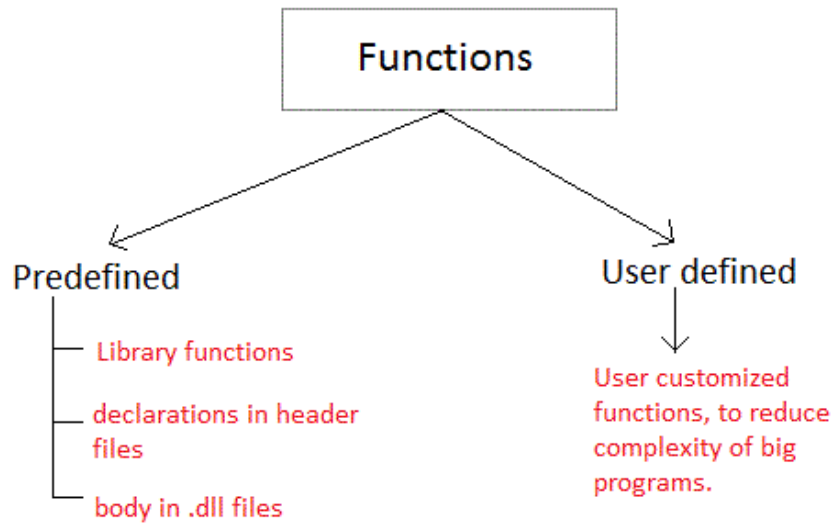 Functions
Predefined
User defined
Library functions
declarations in header
files
body in .dll files
User customized
functions, to reduce
complexity of big
programs.